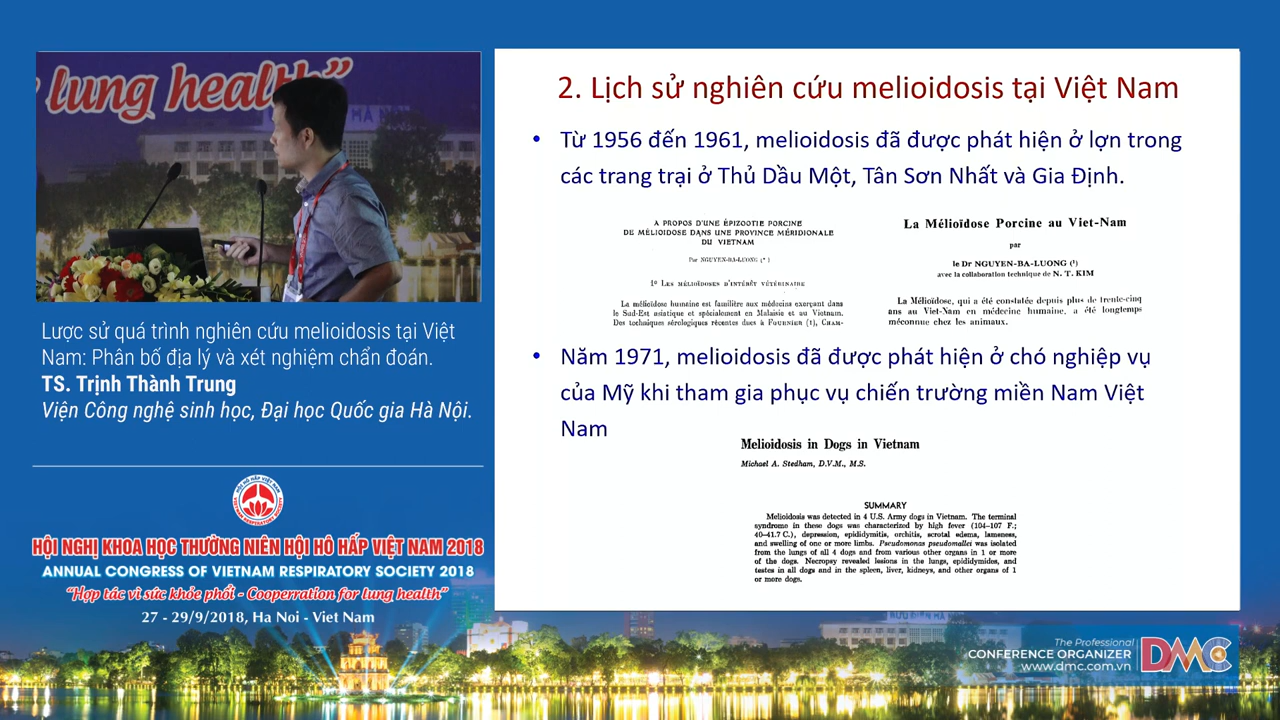 lung health"
Lược sử quá trình nghiên cứu melioidosis tại Việt
Nam: Phân bố địa lý và xét nghiệm chẩn đoán.
TS. Trịnh Thành Trung
Viện Công nghệ sinh học, Đại học Quốc gia Hà Nội.
HỘI NGHỊ KHOA HỌC THƯỜNG NIÊN HỘI HÔ HẤP VIỆT NAM 2018
ANNUAL CONGRESS OF VIETNAM RESPIRATORY SOCIETY 2018
"Hợp tác vì sức khỏe phổi - Cooperration for lung health"
27 - 29/9/2018, Ha Noi - Viet Nam
2. Lịch sử nghiên cứu melioidosis tại Việt Nam
• Từ 1956 đến 1961, melioidosis đã được phát hiện ở lợn trong
các trang trại ở Thủ Dầu Một, Tân Sơn Nhất và Gia Định.
A PROPOS D'UNE ÉPIZOOTIE PORCINE
DE MÉLIOÏDOSE DANS UNE PROVINCE MÉRIDIONALE
DU VIETNAM
Par NGUYEN-BA-LUONG (*)
1º LES MÉLIOÏDOSES D'INTÉRÊT VÉTÉRINAIRE
La mélioïdose humaine est familière aux médecins exerçant dans
le Sud-Est asiatique et spécialement en Malaisie et au Vietnam.
Des techniques sérologiques récentes dues à FOURNIER (1), CHAM-
La Mélioïdose Porcine au Viet-Nam
par
le Dr NGUYEN-BA-LUONG (1)
avec la collaboration technique de N. T. KIM
La Mélioïdose, qui a été constatée depuis plus de trente-cinq
ans au Viet-Nam en médecine humaine, a été longtemps
méconnue chez les animaux.
• Năm 1971, melioidosis đã được phát hiện ở chó nghiệp vụ
của Mỹ khi tham gia phục vụ chiến trường miền Nam Việt
Nam
Melioidosis in Dogs in Vietnam
Michael A. Stedham, D.V.M., M.S.
SUMMARY
Melioidosis was detected in 4 U.S. Army dogs in Vietnam. The terminal
syndrome in these dogs was characterized by high fever (104-107 F.;
40-41.7 C.), depression, epididymitis, orchitis, scrotal edema, lameness,
and swelling of one or more limbs. Pseudomonas pseudomallei was isolated
from the lungs of all 4 dogs and from various other organs in 1 or more
of the dogs. Necropsy revealed lesions in the lungs, epididymides, and
testes in all dogs and in the spleen, liver, kidneys, and other organs of 1
or more dogs.
The Professional
CONFERENCE ORGANIZER
www.dmc.com.vn
DMC